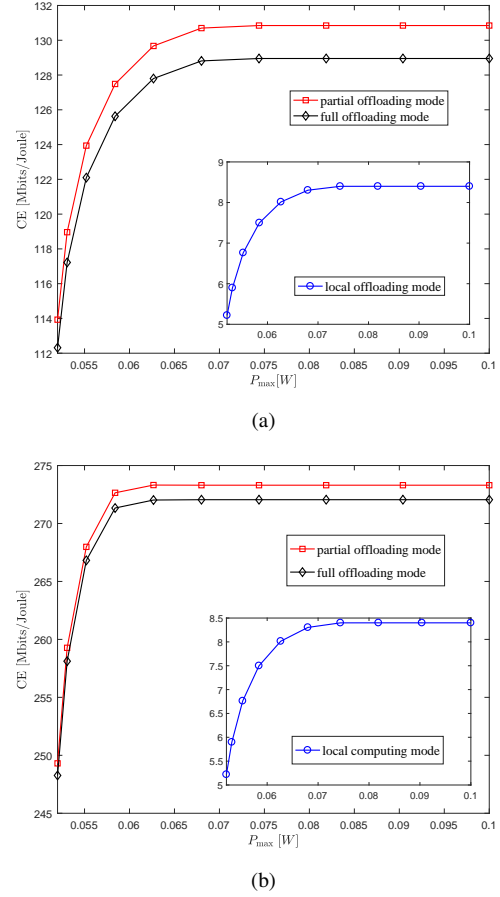 132
130
128
126
124
122
120
118
116
114
112
CE [Mbits/Joule]
partial offloading mode
full offloading mode
9
8
7
6
5
local offloading mode
0.06 0.07 0.08 0.09 0.1
0.055 0.06 0.065 0.07 0.075 0.08 0.085 0.09 0.095 0.1
P_max[W]
(a)
275
270
265
260
255
250
245
CE [Mbits/Joule]
partial offloading mode
full offloading mode
8.5
8
7.5
7
6.5
6
5.5
5
local computing mode
0.06 0.07 0.08 0.09 0.1
0.055 0.06 0.065 0.07 0.075 0.08 0.085 0.09 0.095 0.1
P_max [W]
(b)